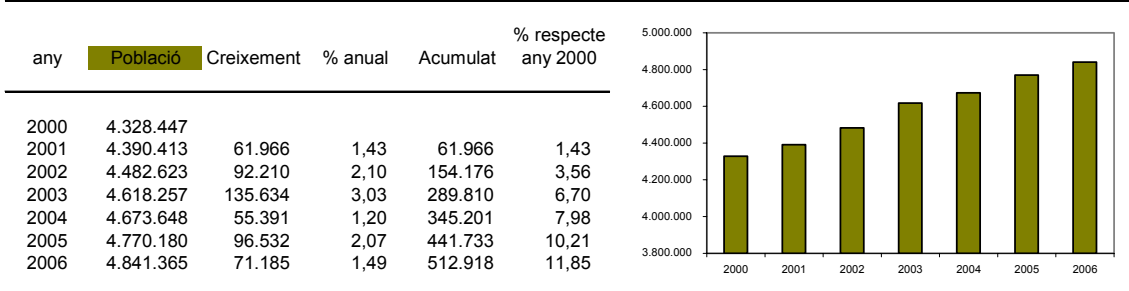 % respecte
any Població Creixement % anual Acumulat any 2000
2000 4.328.447
2001 4.390.413 61.966 1,43 61.966 1,43
2002 4.482.623 92.210 2,10 154.176 3,56
2003 4.618.257 135.634 3,03 289.810 6,70
2004 4.673.648 55.391 1,20 345.201 7,98
2005 4.770.180 96.532 2,07 441.733 10,21
2006 4.841.365 71.185 1,49 512.918 11,85
5.000.000
4.800.000
4.600.000
4.400.000
4.200.000
4.000.000
3.800.000
2000 2001 2002 2003 2004 2005 2006